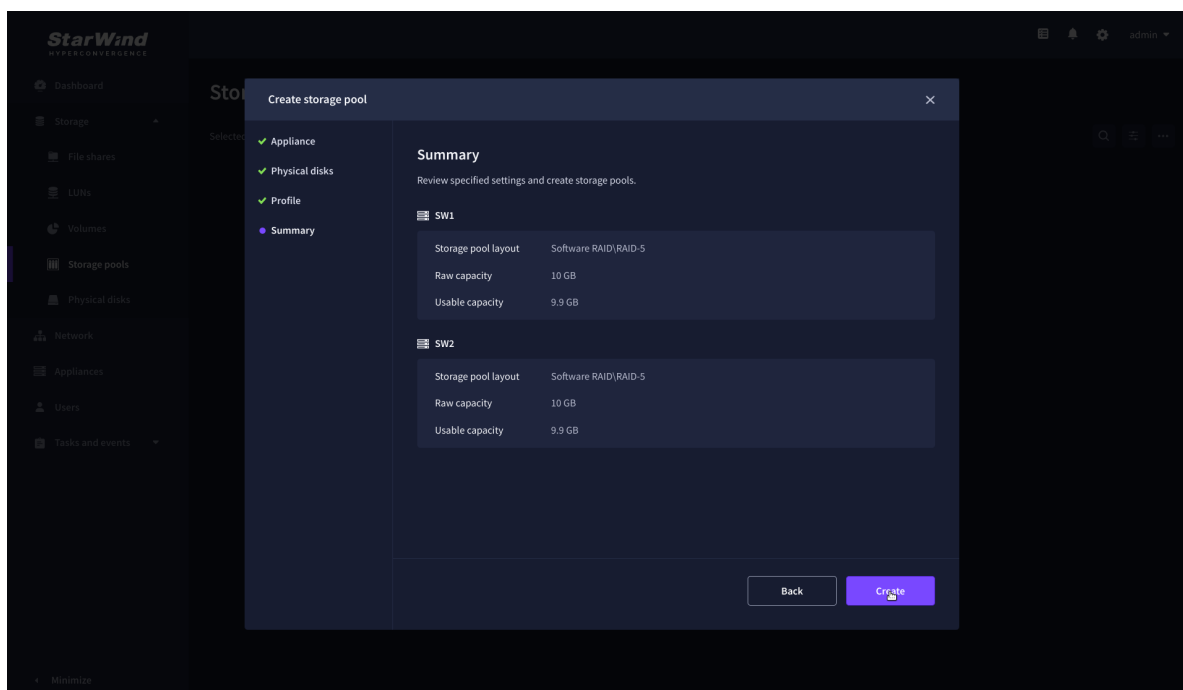 StarWind
HYPERCONVERGENCE
admin
Dashboard
Storage
File shares
LUNs
Volumes
Storage pools
Physical disks
Network
Appliances
Users
Tasks and events
Minimize
Stor
Selected
Create storage pool
Appliance
Physical disks
Profile
Summary
Summary
Review specified settings and create storage pools.
SW1
Storage pool layout Software RAID\RAID-5
Raw capacity 10 GB
Usable capacity 9.9 GB
SW2
Storage pool layout Software RAID\RAID-5
Raw capacity 10 GB
Usable capacity 9.9 GB
Back Create